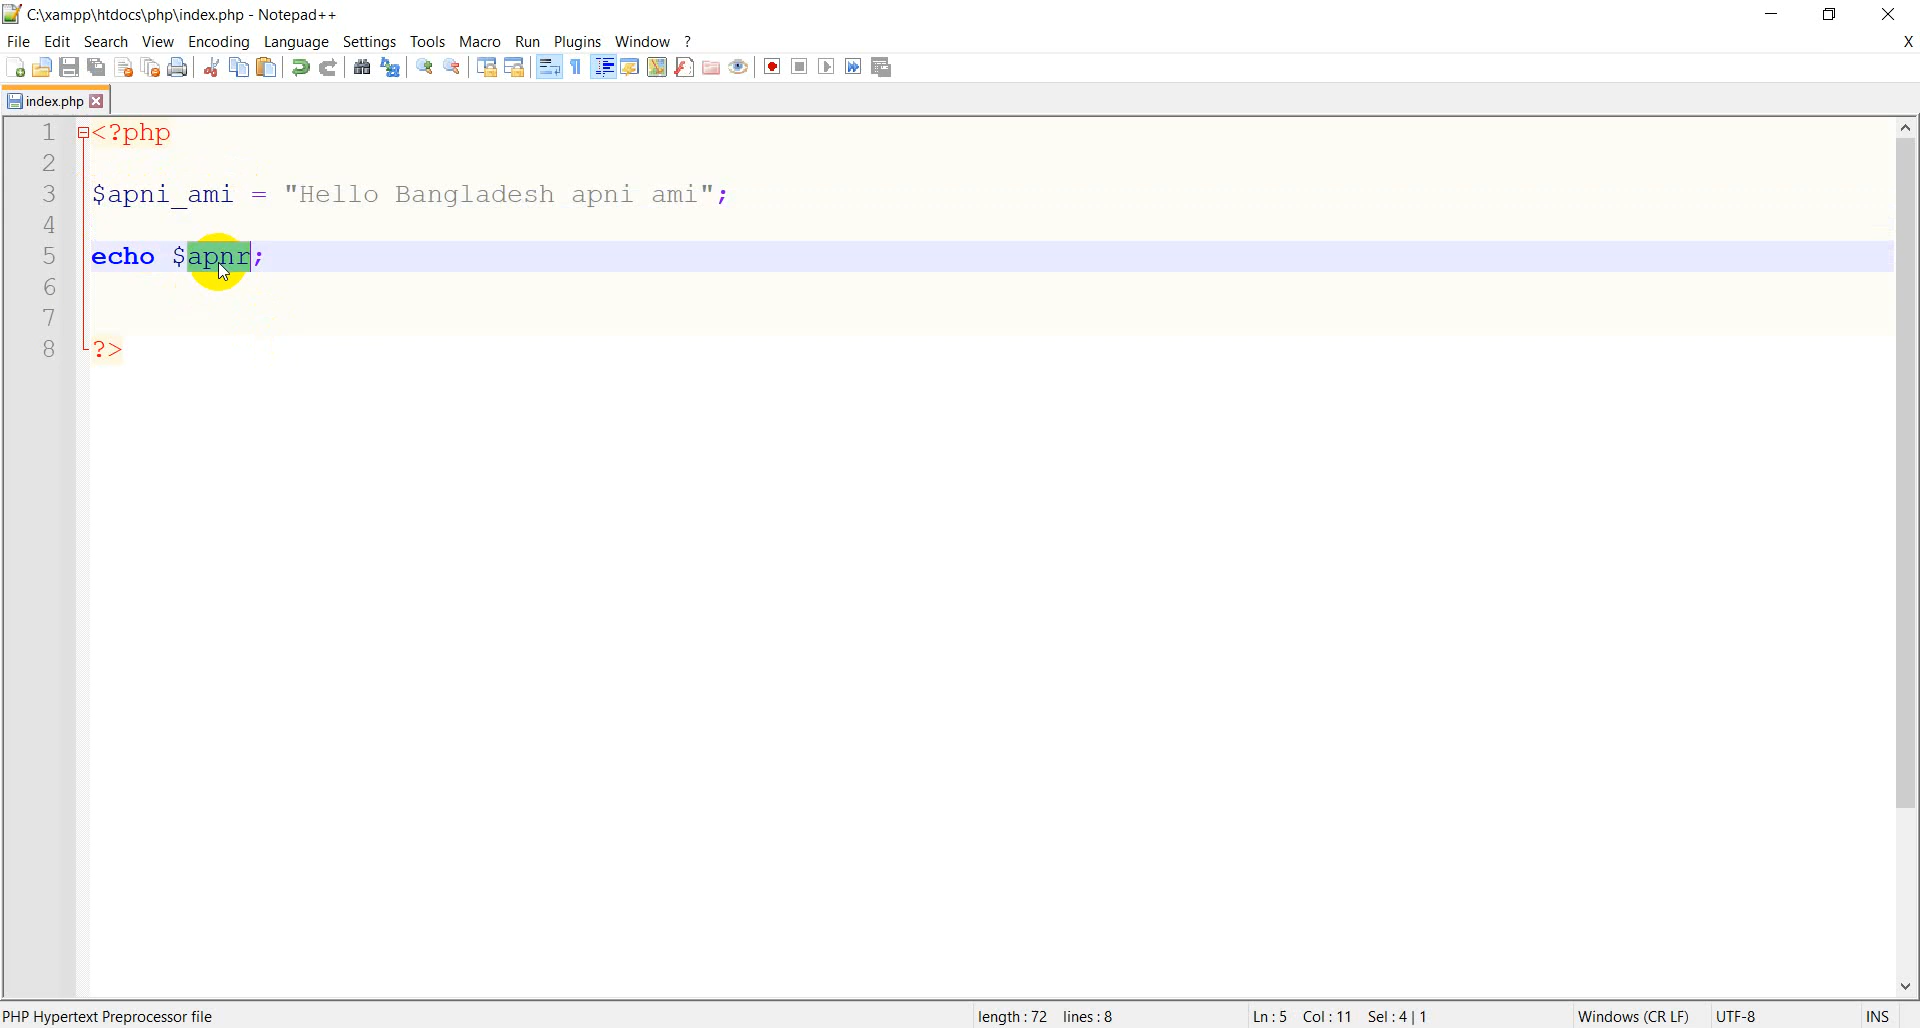 C:\xampp\htdocs\php\index.php - Notepad++
File Edit Search View Encoding Language Settings Tools Macro Run Plugins Window ? X
index.php
1 <?php
2
3 $apni_ami = "Hello Bangladesh apni ami";
4
5 echo $apnr;
6
7
8 ?>
PHP Hypertext Preprocessor file length : 72 lines : 8 Ln : 5 Col : 11 Sel : 4 | 1 Windows (CR LF) UTF-8 INS